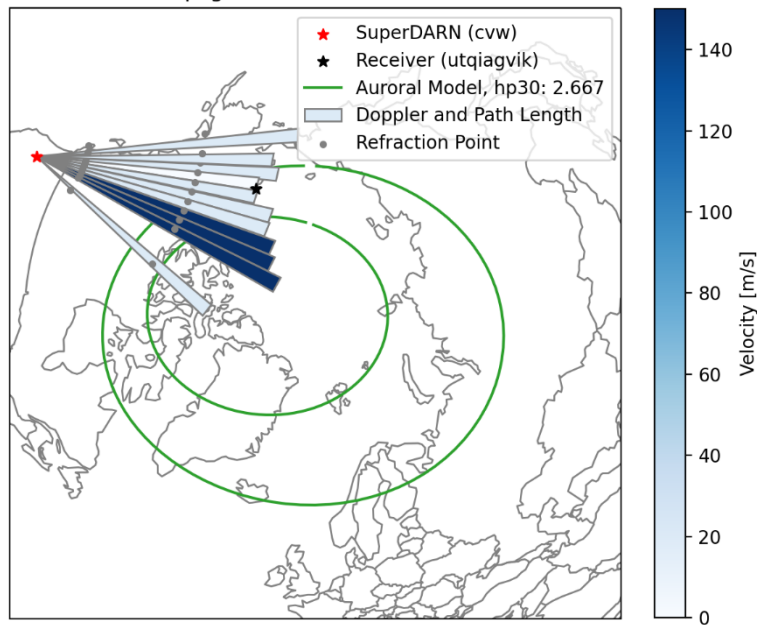 SuperDARN (cvw)
Receiver (utqiagvik)
Auroral Model, hp30: 2.667
Doppler and Path Length
Refraction Point
140
120
100
80
60
40
20
0
Velocity [m/s]